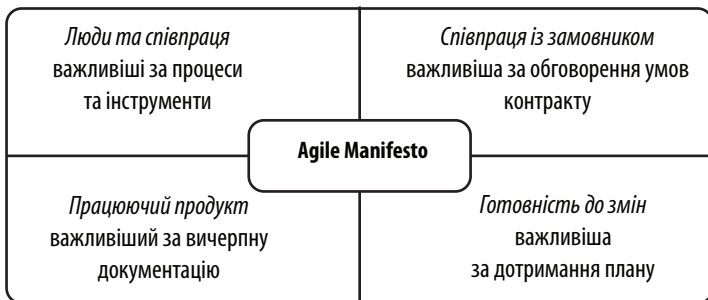 Люди та співпраця
важливіші за процеси
та інструменти
Співпраця із замовником
важливіша за обговорення умов
контракту
Agile Manifesto
Працюючий продукт
важливіший за вичерпну
документацію
Готовність до змін
важливіша
за дотримання плану